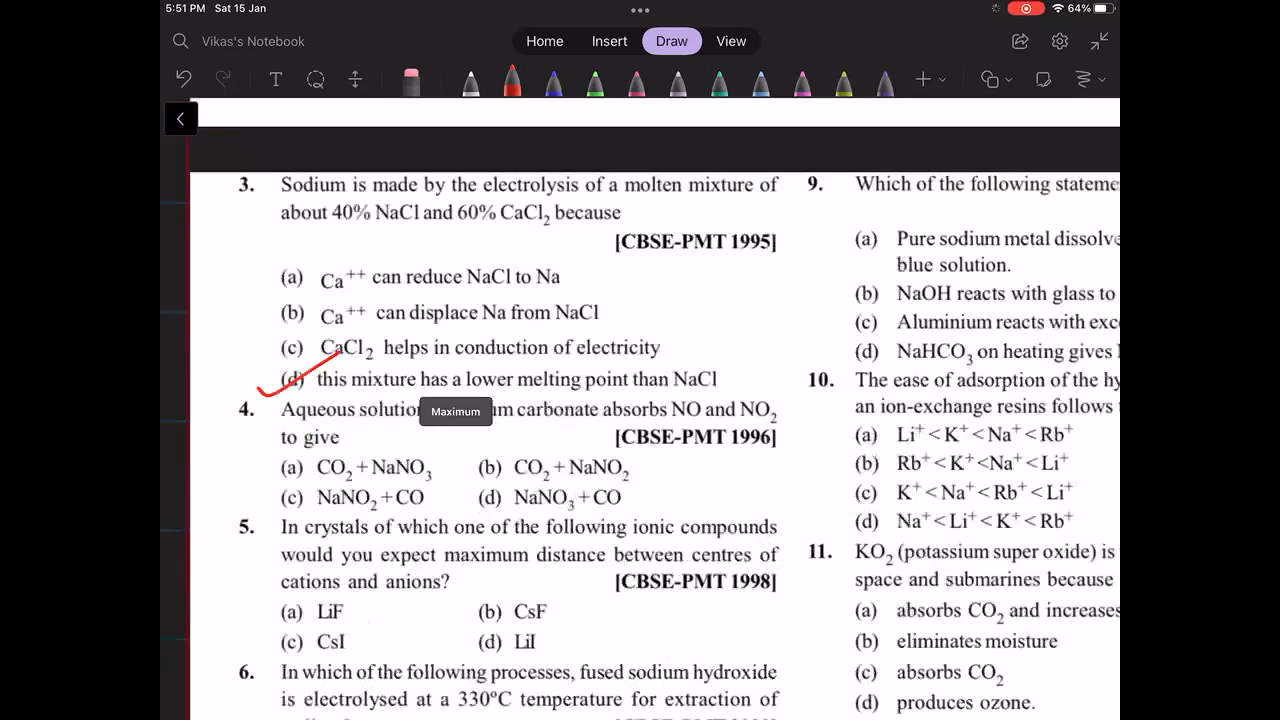 5:51 PM Sat 15 Jan
64%
Vikas's Notebook
Home Insert Draw View
3. Sodium is made by the electrolysis of a molten mixture of
about 40% NaCl and 60% CaCl₂ because
[CBSE-PMT 1995]
(a) Ca⁺⁺ can reduce NaCl to Na
(b) Ca⁺⁺ can displace Na from NaCl
(c) CaCl₂ helps in conduction of electricity
(d) this mixture has a lower melting point than NaCl
4. Aqueous solution m carbonate absorbs NO and NO₂
Maximum
to give [CBSE-PMT 1996]
(a) CO₂ + NaNO₃ (b) CO₂ + NaNO₂
(c) NaNO₂ + CO (d) NaNO₃ + CO
5. In crystals of which one of the following ionic compounds
would you expect maximum distance between centres of
cations and anions? [CBSE-PMT 1998]
(a) LiF (b) CsF
(c) CsI (d) LiI
6. In which of the following processes, fused sodium hydroxide
is electrolysed at a 330ºC temperature for extraction of
9. Which of the following stateme
(a) Pure sodium metal dissolve
blue solution.
(b) NaOH reacts with glass to
(c) Aluminium reacts with exce
(d) NaHCO₃ on heating gives
10. The ease of adsorption of the hy
an ion-exchange resins follows
(a) Li⁺ < K⁺ < Na⁺ < Rb⁺
(b) Rb⁺ < K⁺ < Na⁺ < Li⁺
(c) K⁺ < Na⁺ < Rb⁺ < Li⁺
(d) Na⁺ < Li⁺ < K⁺ < Rb⁺
11. KO₂ (potassium super oxide) is
space and submarines because
(a) absorbs CO₂ and increases
(b) eliminates moisture
(c) absorbs CO₂
(d) produces ozone.